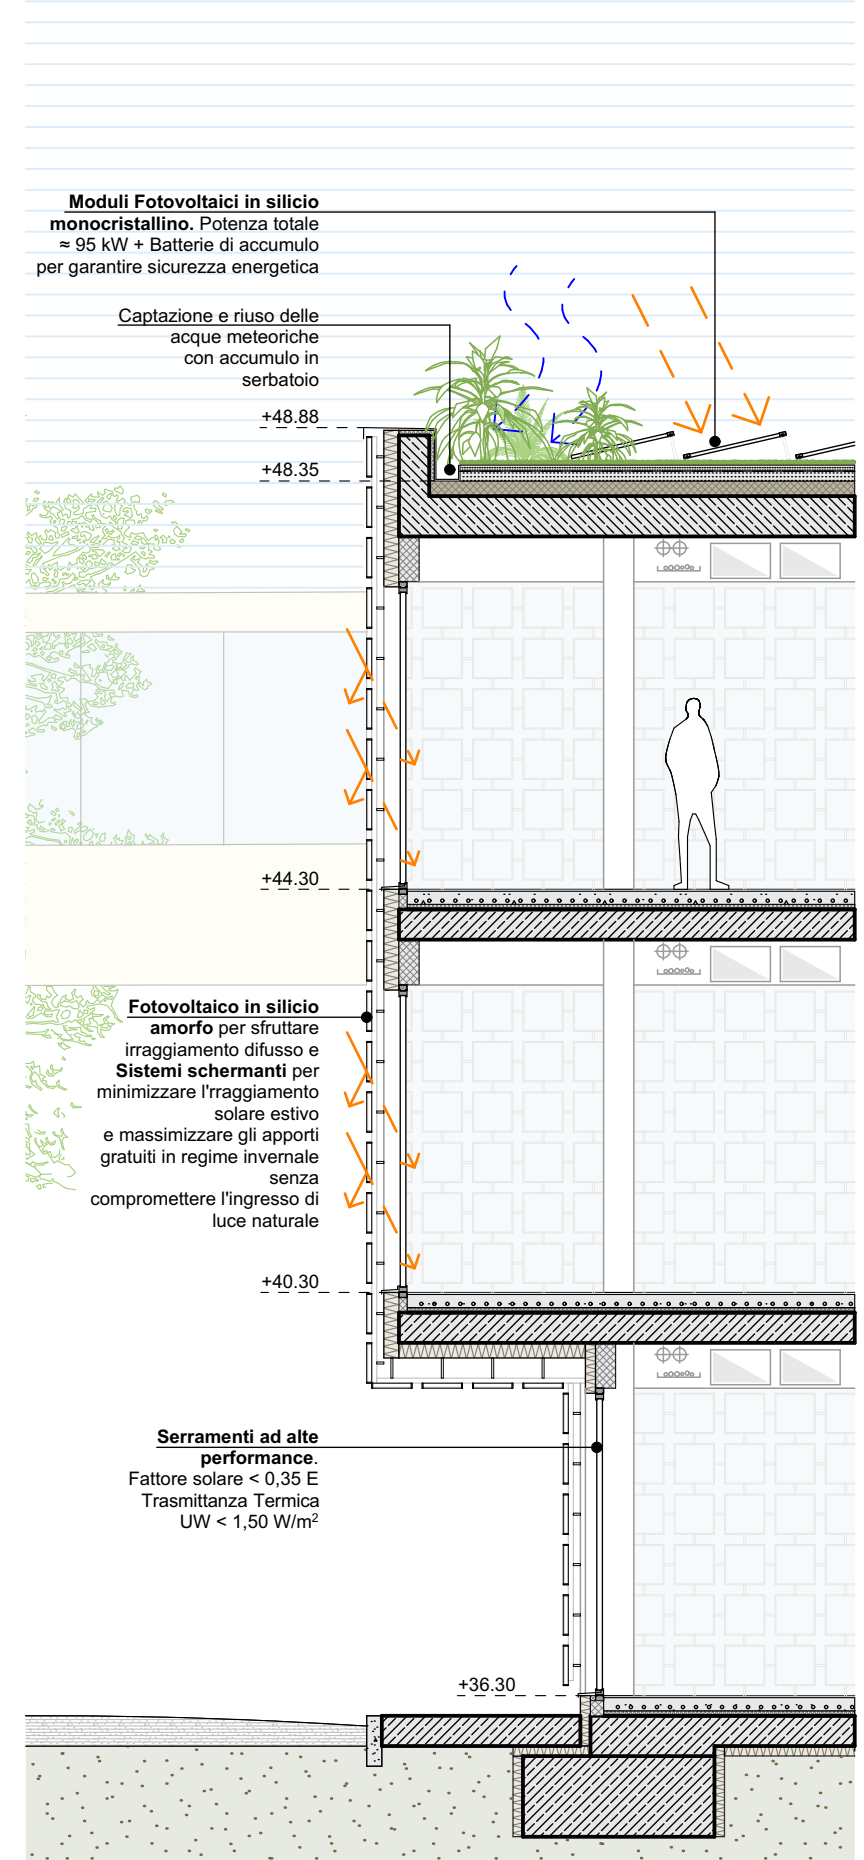 Moduli Fotovoltaici in silicio
monocristallino. Potenza totale
≈ 95 kW + Batterie di accumulo
per garantire sicurezza energetica
Captazione e riuso delle
acque meteoriche
con accumulo in
serbatoio
+48.88
+48.35
+44.30
Fotovoltaico in silicio
amorfo per sfruttare
irraggiamento difusso e
Sistemi schermanti per
minimizzare l'rraggiamento
solare estivo
e massimizzare gli apporti
gratuiti in regime invernale
senza
compromettere l'ingresso di
luce naturale
+40.30
Serramenti ad alte
performance.
Fattore solare < 0,35 E
Trasmittanza Termica
UW < 1,50 W/m²
+36.30